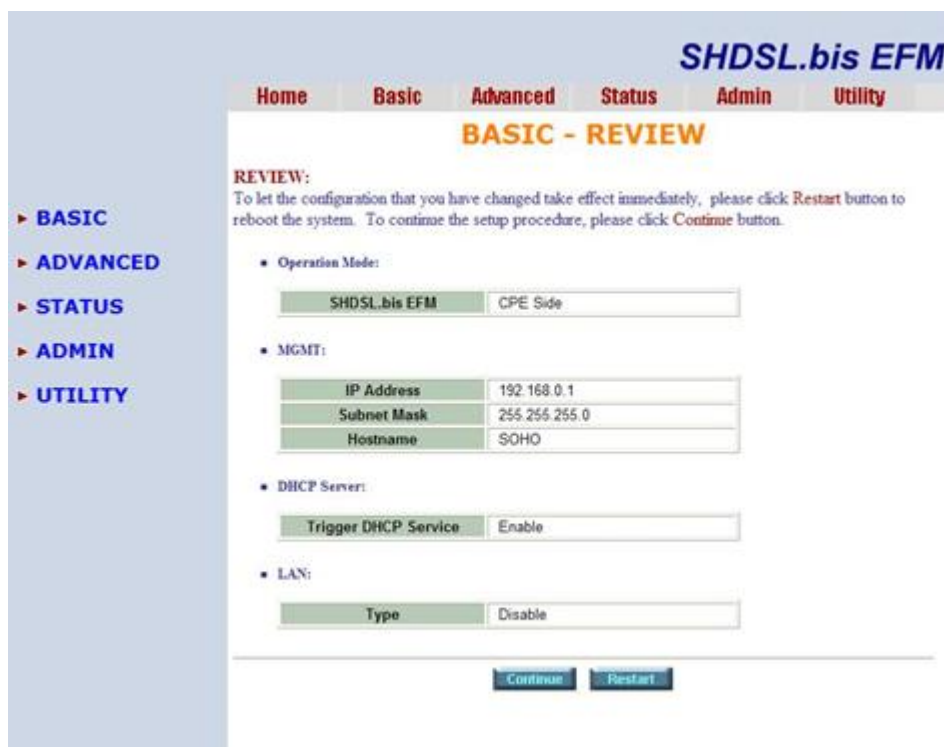 SHDSL.bis EFM
Home Basic Advanced Status Admin Utility
BASIC - REVIEW
REVIEW:
To let the configuration that you have changed take effect immediately, please click Restart button to
reboot the system. To continue the setup procedure, please click Continue button.
BASIC
ADVANCED
STATUS
ADMIN
UTILITY
Operation Mode:
SHDSL.bis EFM CPE Side
MGMT:
IP Address 192.168.0.1
Subnet Mask 255.255.255.0
Hostname SOHO
DHCP Server:
Trigger DHCP Service Enable
LAN:
Type Disable
Continue Restart